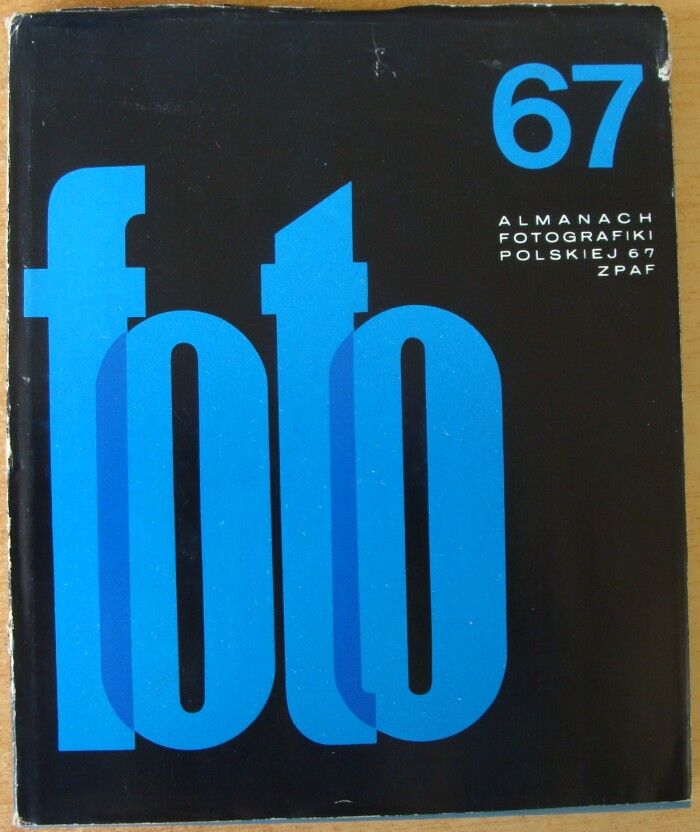 67
ALMANACH
FOTOGRAFIKI
POLSKIEJ 67
ZPAF
foto